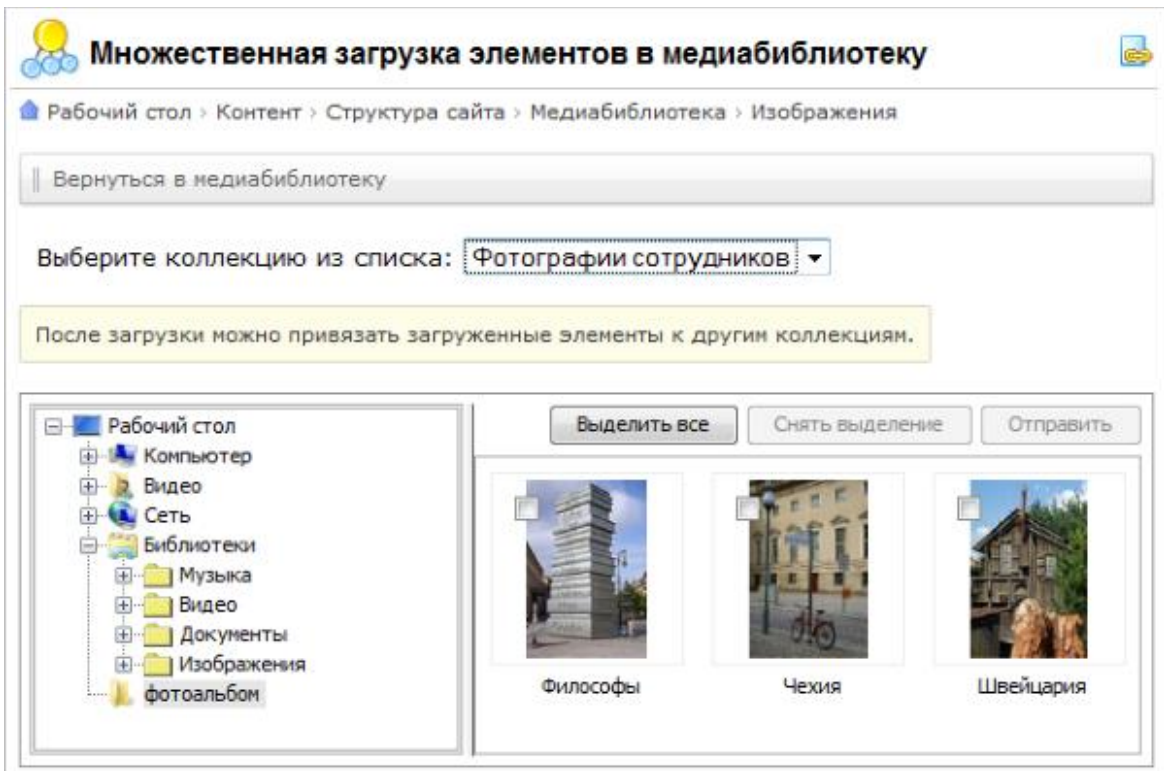 Множественная загрузка элементов в медиабиблиотеку
Рабочий стол › Контент › Структура сайта › Медиабиблиотека › Изображения
Вернуться в медиабиблиотеку
Выберите коллекцию из списка: Фотографии сотрудников
После загрузки можно привязать загруженные элементы к другим коллекциям.
Рабочий стол
Компьютер
Видео
Сеть
Библиотеки
Музыка
Видео
Документы
Изображения
фотоальбом
Выделить все Снять выделение Отправить
Философы Чехия Швейцария